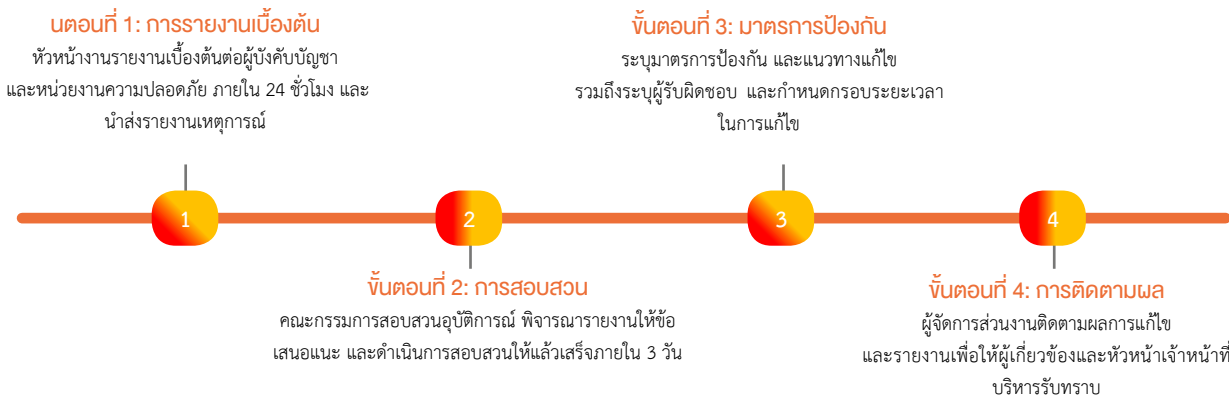 นตอนที่ 1: การรายงานเบื้องต้น
หัวหน้างานรายงานเบื้องต้นต่อผู้บังคับบัญชา
และหน่วยงานความปลอดภัย ภายใน 24 ชั่วโมง และ
นำส่งรายงานเหตุการณ์
ขั้นตอนที่ 3: มาตรการป้องกัน
ระบุมาตรการป้องกัน และแนวทางแก้ไข
รวมถึงระบุผู้รับผิดชอบ และกำหนดกรอบระยะเวลา
ในการแก้ไข
1
2
3
4
ขั้นตอนที่ 2: การสอบสวน
คณะกรรมการสอบสวนอุบัติการณ์ พิจารณารายงานให้ข้อ
เสนอแนะ และดำเนินการสอบสวนให้แล้วเสร็จภายใน 3 วัน
ขั้นตอนที่ 4: การติดตามผล
ผู้จัดการส่วนงานติดตามผลการแก้ไข
และรายงานเพื่อให้ผู้เกี่ยวข้องและหัวหน้าเจ้าหน้าที่
บริหารรับทราบ